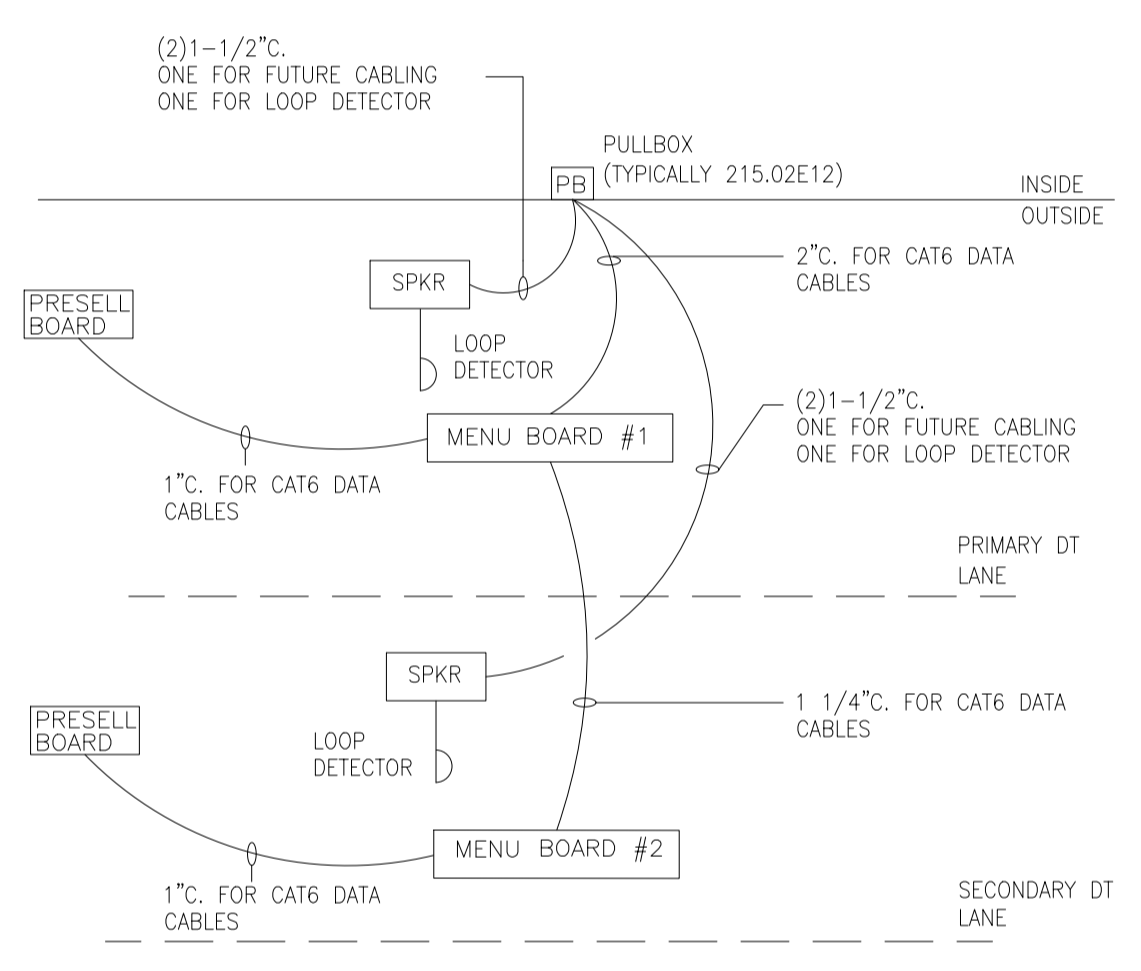 (2)1-1/2"C.
ONE FOR FUTURE CABLING
ONE FOR LOOP DETECTOR
PULLBOX
(TYPICALLY 215.02E12)
PB
INSIDE
OUTSIDE
2"C. FOR CAT6 DATA
CABLES
SPKR
PRESELL
BOARD
LOOP
DETECTOR
(2)1-1/2"C.
ONE FOR FUTURE CABLING
ONE FOR LOOP DETECTOR
MENU BOARD #1
1"C. FOR CAT6 DATA
CABLES
PRIMARY DT
LANE
SPKR
1 1/4"C. FOR CAT6 DATA
CABLES
PRESELL
BOARD
LOOP
DETECTOR
MENU BOARD #2
1"C. FOR CAT6 DATA
CABLES
SECONDARY DT
LANE